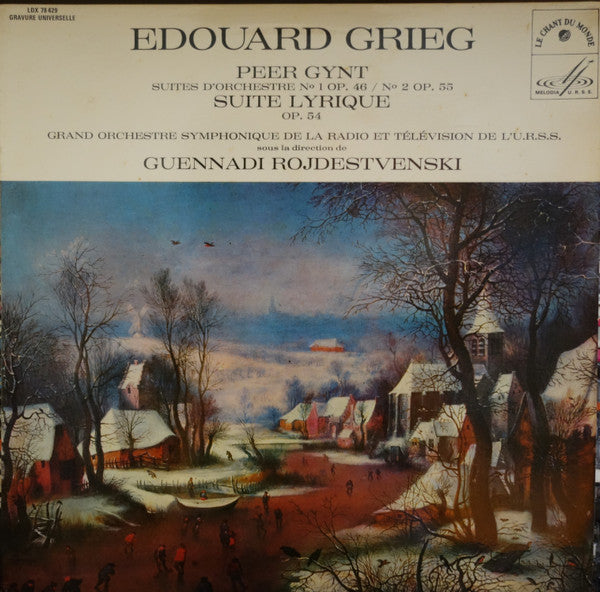 LDX 78 429
GRAVURE UNIVERSELLE
EDOUARD GRIEG
PEER GYNT
SUITES D'ORCHESTRE No 1 OP. 46 / No 2 OP. 55
SUITE LYRIQUE
OP. 54
GRAND ORCHESTRE SYMPHONIQUE DE LA RADIO ET TÉLÉVISION DE L'U.R.S.S.
sous la direction de
GUENNADI ROJDESTVENSKI
LE CHANT DU MONDE
MELODIA U.R.S.S.